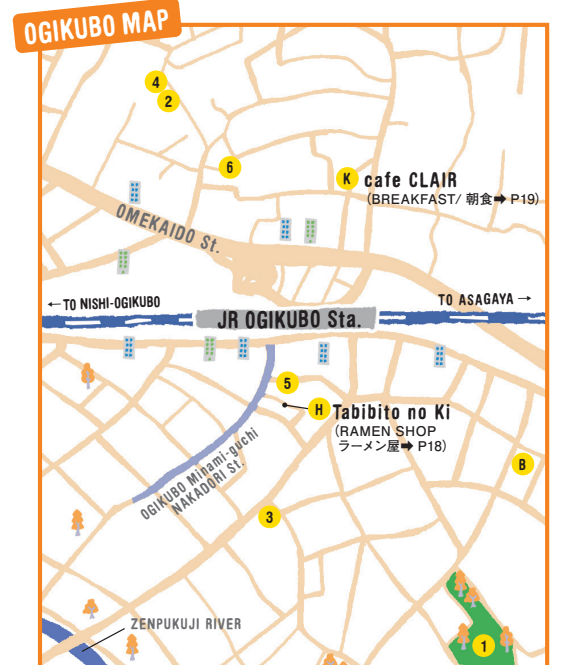 OGIKUBO MAP
4
2
6
K cafe CLAIR
(BREAKFAST/ 朝食➡ P19)
OMEKAIDO St.
←TO NISHI-OGIKUBO
TO ASAGAYA →
JR OGIKUBO Sta.
5
H Tabibito no Ki
(RAMEN SHOP
ラーメン屋➡ P18)
B
OGIKUBO Minami-guchi
NAKADORI St.
3
ZENPUKUJI RIVER
1